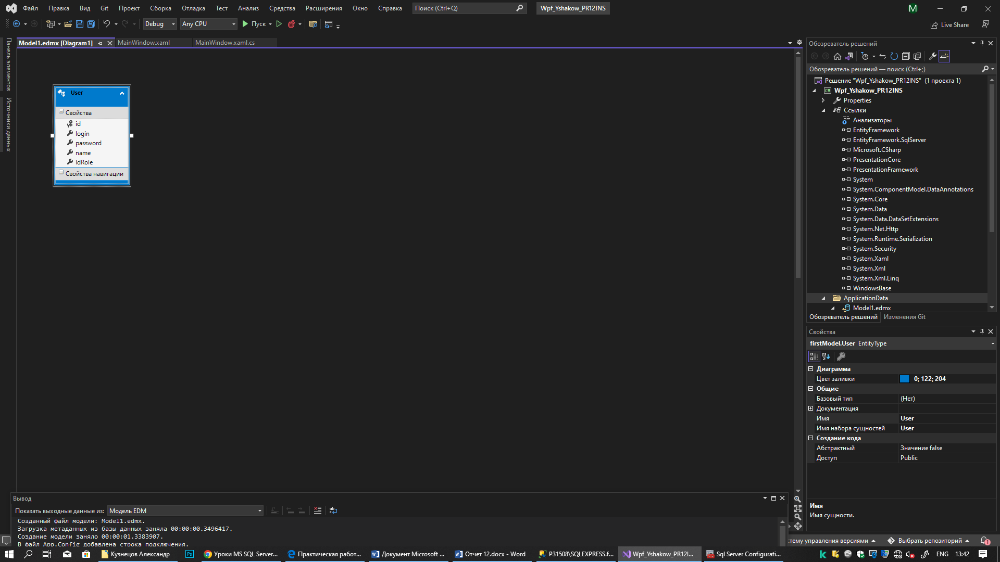 Файл Правка Вид Git Проект Сборка Отладка Тест Анализ Средства Расширения Окно Справка Поиск (Ctrl+Q) Wpf_Yshakow_PR12INS M
Debug Any CPU Пуск Live Share
Панель элементов
Источники данных
Model1.edmx [Diagram1] MainWindow.xaml MainWindow.xaml.cs
User
Свойства
id
login
password
name
IdRole
Свойства навигации
Обозреватель решений
Обозреватель решений — поиск (Ctrl+;)
Решение "Wpf_Yshakow_PR12INS" (1 проекта 1)
C# Wpf_Yshakow_PR12INS
Properties
Ссылки
Анализаторы
EntityFramework
EntityFramework.SqlServer
Microsoft.CSharp
PresentationCore
PresentationFramework
System
System.ComponentModel.DataAnnotations
System.Core
System.Data
System.Data.DataSetExtensions
System.Net.Http
System.Runtime.Serialization
System.Security
System.Xaml
System.Xml
System.Xml.Linq
WindowsBase
ApplicationData
Model1.edmx
Обозреватель решений Изменения Git
Свойства
firstModel.User EntityType
Диаграмма
Цвет заливки 0; 122; 204
Общие
Базовый тип (Нет)
Документация
Имя User
Имя набора сущностей User
Создание кода
Абстрактный Значение false
Доступ Public
Имя
Имя сущности.
Вывод
Показать выходные данные из: Модель EDM
Созданный файл модели: Model1.edmx.
Загрузка метаданных из базы данных заняла 00:00:00.3496417.
Создание модели заняло 00:00:01.3383907.
В файл App.Config добавлена строка подключения.
стему управления версиями Выбрать репозиторий 1
Кузнецов Александр Ps Уроки MS SQL Server... Практическая работ... Документ Microsoft ... Отчет 12.docx - Word P31508\SQLEXPRESS.f... Wpf_Yshakow_PR12I... Sql Server Configurati... ENG 13:42